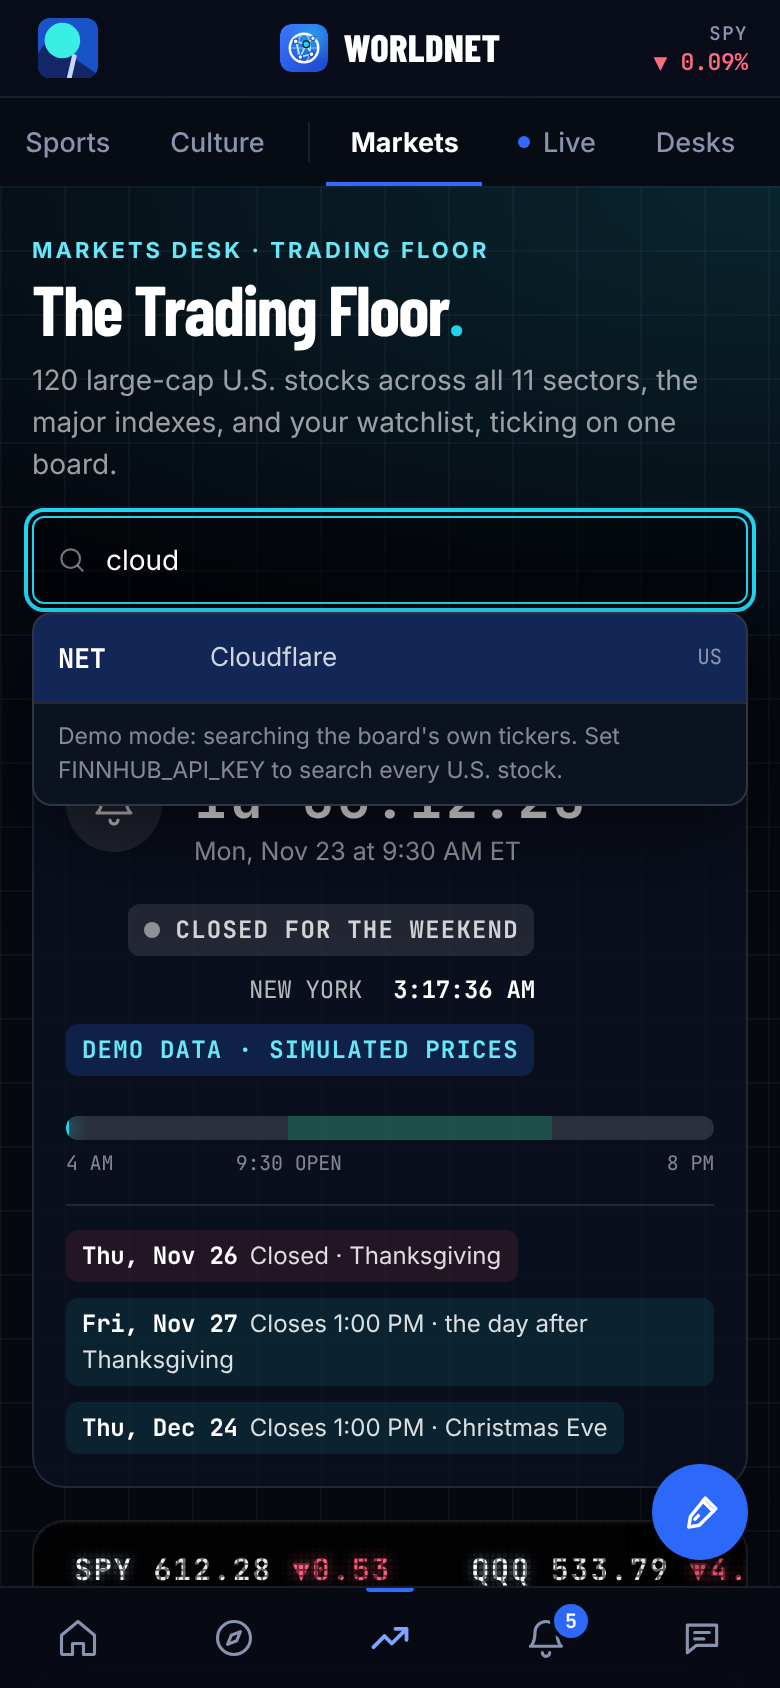 WORLDNET
SPY
▼ 0.09%
Sports Culture Markets Live Desks
MARKETS DESK · TRADING FLOOR
The Trading Floor.
120 large-cap U.S. stocks across all 11 sectors, the
major indexes, and your watchlist, ticking on one
board.
cloud
NET Cloudflare US
Demo mode: searching the board's own tickers. Set
FINNHUB_API_KEY to search every U.S. stock.
Mon, Nov 23 at 9:30 AM ET
CLOSED FOR THE WEEKEND
NEW YORK 3:17:36 AM
DEMO DATA · SIMULATED PRICES
4 AM 9:30 OPEN 8 PM
Thu, Nov 26 Closed · Thanksgiving
Fri, Nov 27 Closes 1:00 PM · the day after
Thanksgiving
Thu, Dec 24 Closes 1:00 PM · Christmas Eve
SPY 612.28 ▼0.53 QQQ 533.79 ▼4.
5